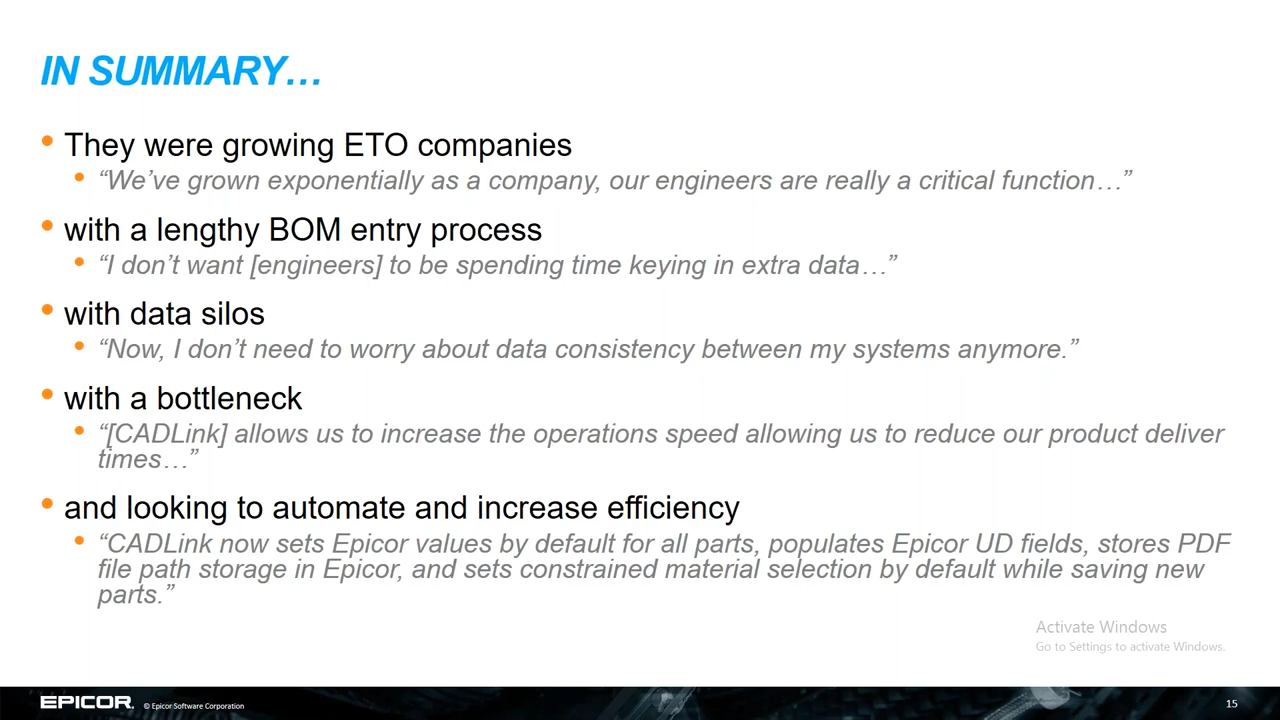 IN SUMMARY…
• They were growing ETO companies
• “We’ve grown exponentially as a company, our engineers are really a critical function…”
• with a lengthy BOM entry process
• “I don’t want [engineers] to be spending time keying in extra data…”
• with data silos
• “Now, I don’t need to worry about data consistency between my systems anymore.”
• with a bottleneck
• “[CADLink] allows us to increase the operations speed allowing us to reduce our product deliver
times…”
• and looking to automate and increase efficiency
• “CADLink now sets Epicor values by default for all parts, populates Epicor UD fields, stores PDF
file path storage in Epicor, and sets constrained material selection by default while saving new
parts.”
Activate Windows
Go to Settings to activate Windows.
EPICOR. © Epicor Software Corporation
15